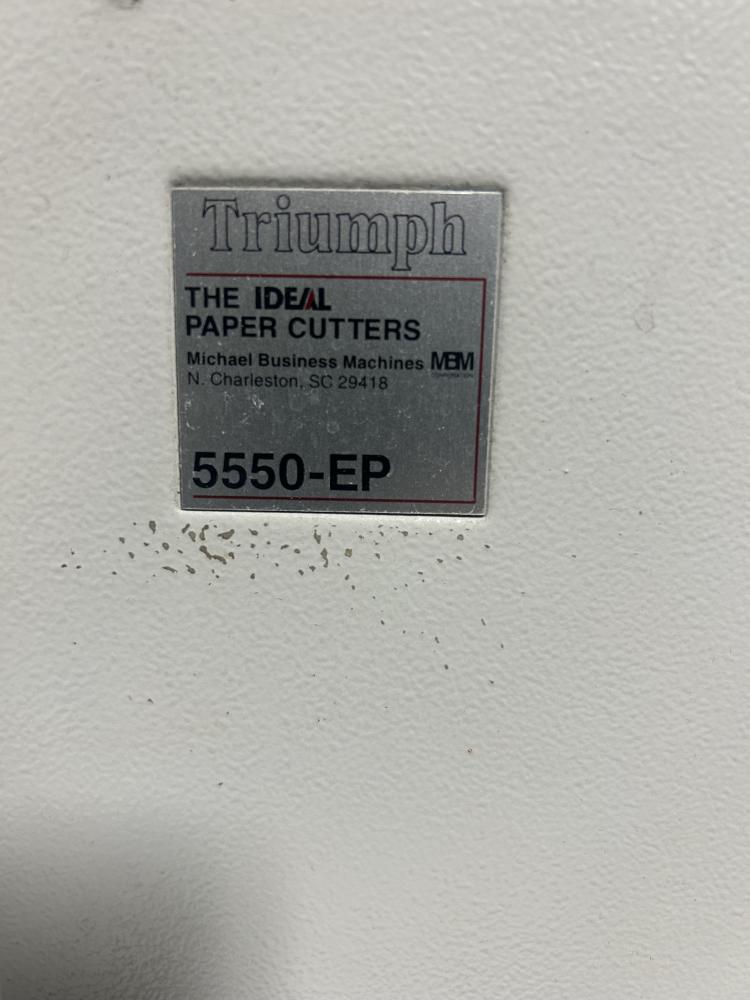 Triumph
THE IDEAL
PAPER CUTTERS
Michael Business Machines MBM
N. Charleston, SC 29418
5550-EP